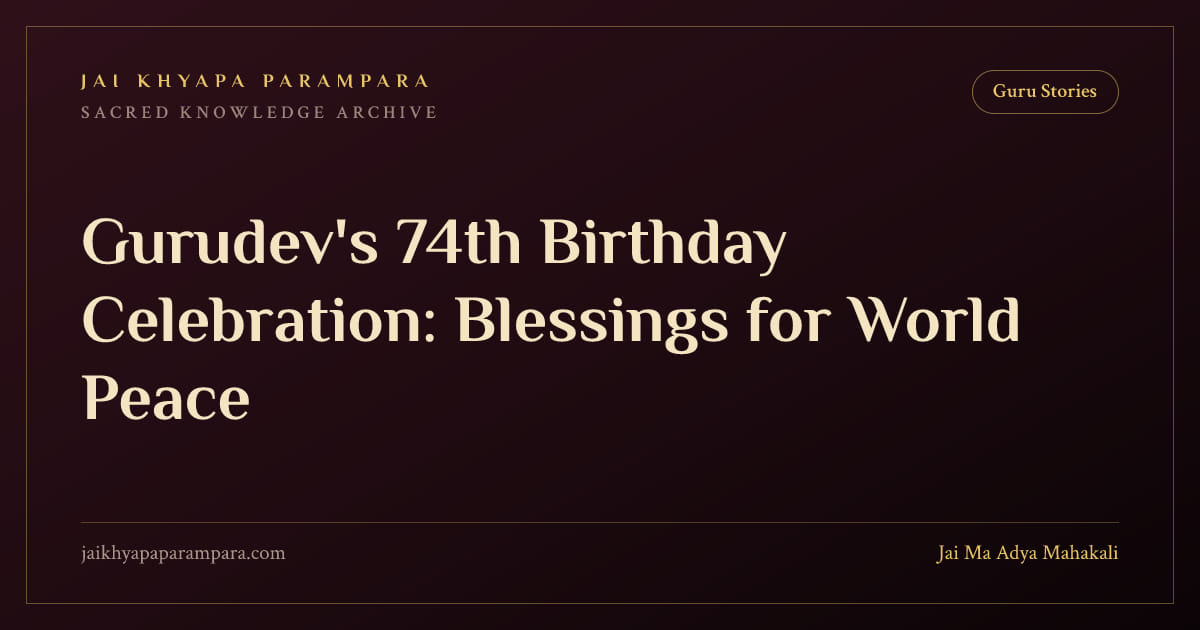 JAI KHYAPA PARAMPARA
SACRED KNOWLEDGE ARCHIVE
Guru Stories
Gurudev's 74th Birthday
Celebration: Blessings for World
Peace
jaikhyapaparampara.com
Jai Ma Adya Mahakali